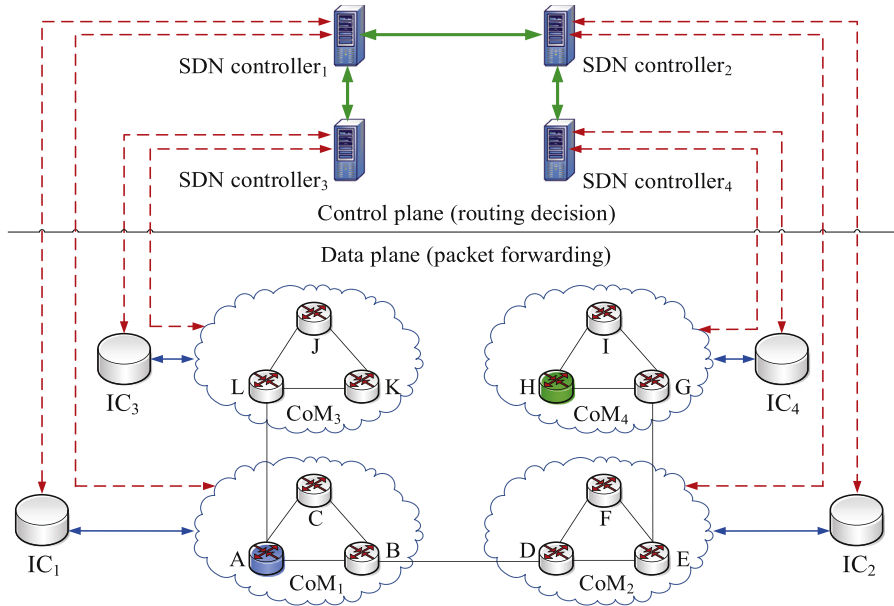 SDN controller₁
SDN controller₂
SDN controller₃
SDN controller₄
Control plane (routing decision)
Data plane (packet forwarding)
J
L
K
CoM₃
IC₃
I
H
G
CoM₄
IC₄
C
A
B
CoM₁
IC₁
F
D
E
CoM₂
IC₂